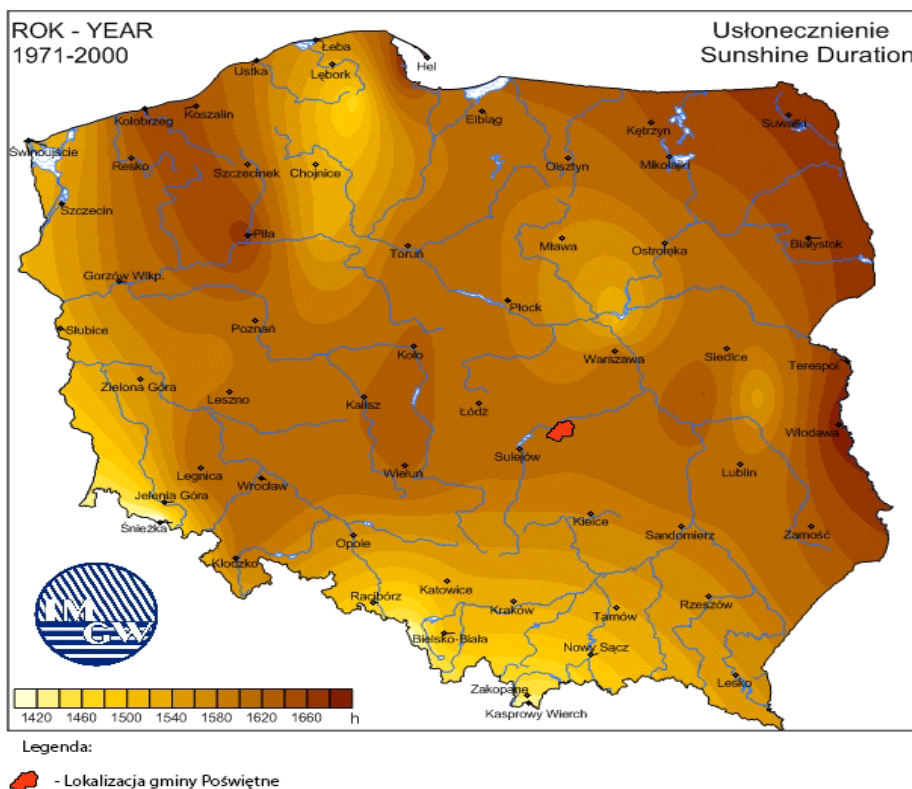 ROK - YEAR
1971-2000
Usłonecznienie
Sunshine Duration
Łeba
Ustka
Lębork
Hel
Kołobrzeg
Koszalin
Elbląg
Kętrzyn
Suwałki
Świnoujście
Resko
Szczecinek
Chojnice
Olsztyn
Mikołajki
Szczecin
Piła
Toruń
Mława
Ostrołęka
Białystok
Gorzów Wlkp.
Płock
Słubice
Poznań
Koło
Warszawa
Siedlce
Terespol
Zielona Góra
Leszno
Kalisz
Łódź
Włodawa
Sulejów
Legnica
Wrocław
Wieluń
Lublin
Jelenia Góra
Śnieżka
Kielce
Sandomierz
Zamość
Opole
Kłodzko
Racibórz
Katowice
Kraków
Tarnów
Rzeszów
Bielsko-Biała
Nowy Sącz
Lesko
Zakopane
Kasprowy Wierch
IM
G-W
1420 1460 1500 1540 1580 1620 1660 h
Legenda:
- Lokalizacja gminy Poświętne